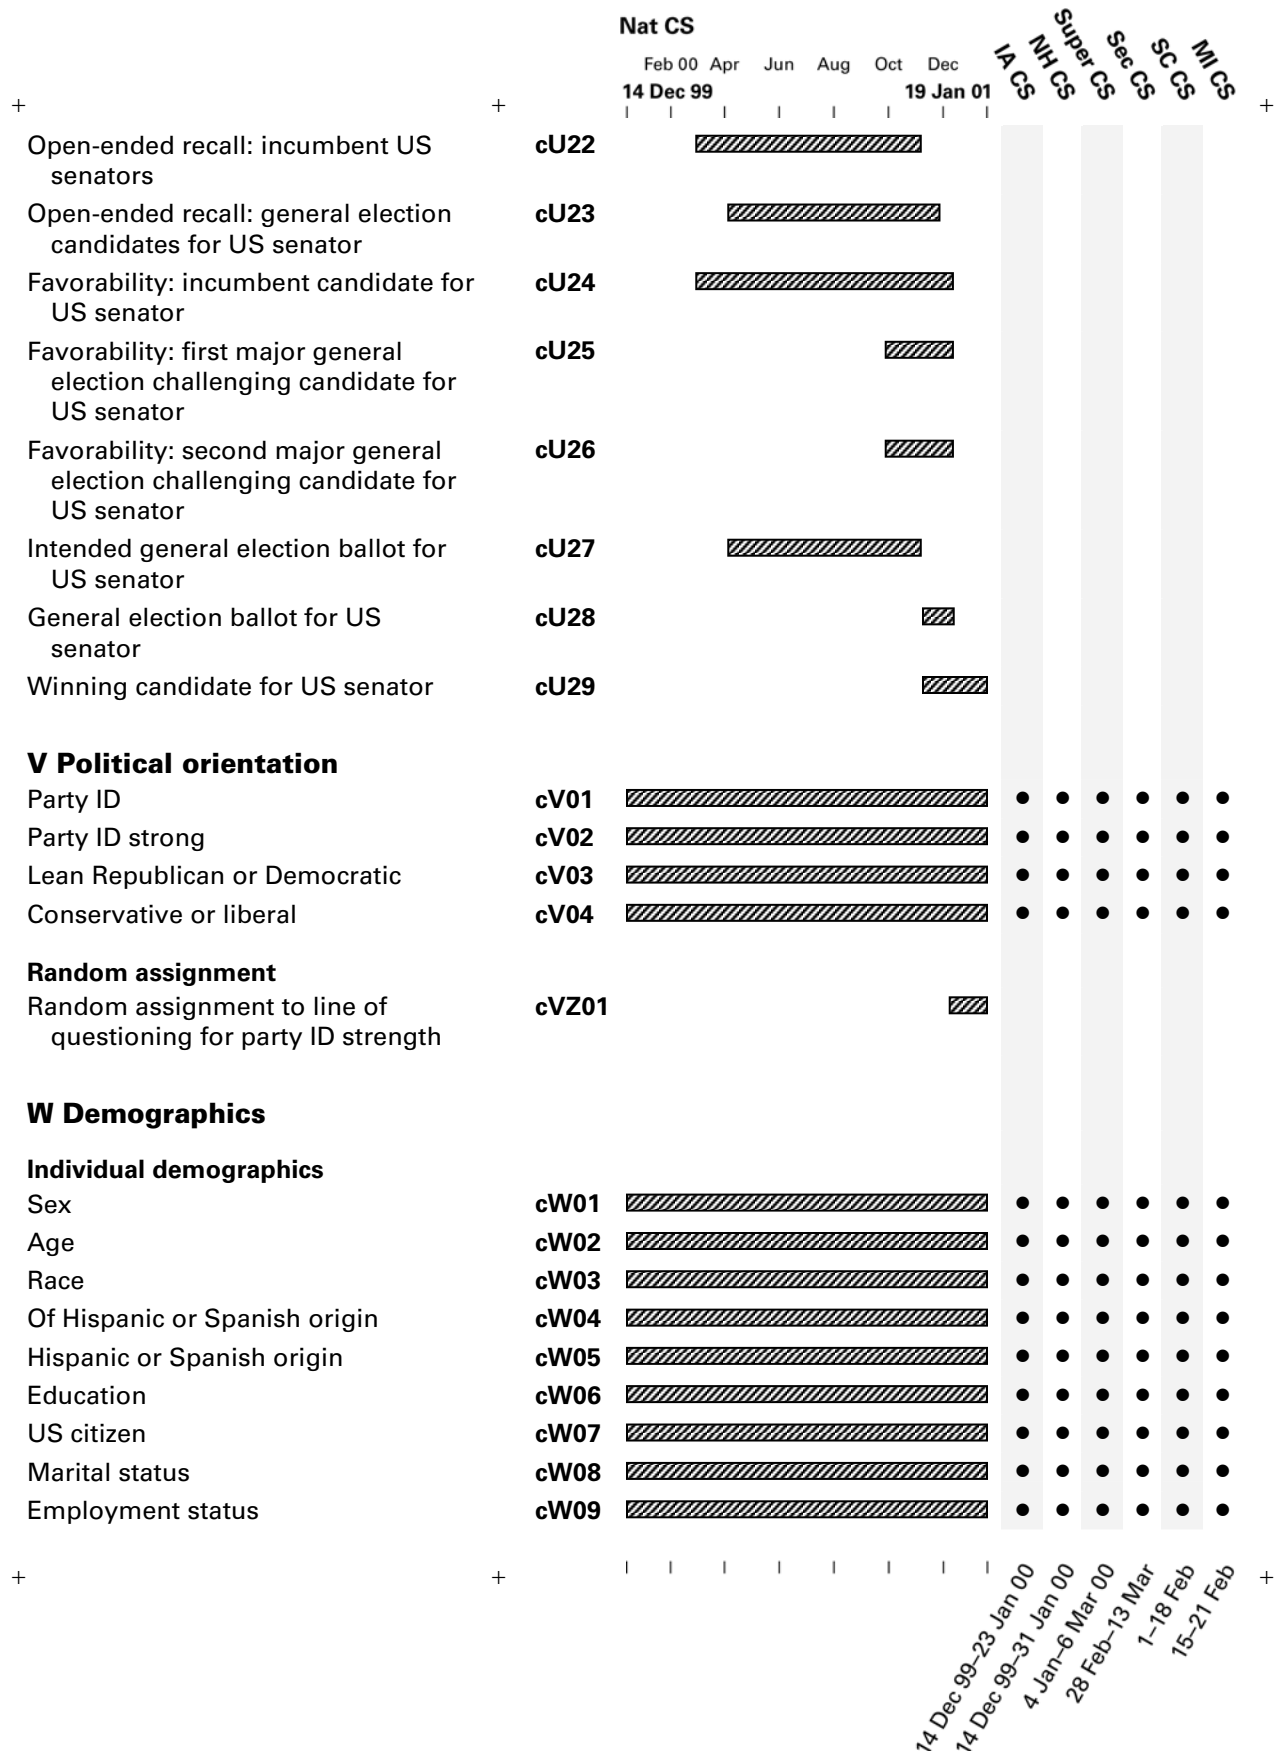 Nat CS
IA CS
NH CS
Super CS
Sec CS
SC CS
MI CS
Feb 00 Apr Jun Aug Oct Dec
14 Dec 99 19 Jan 01
Open-ended recall: incumbent US cU22
senators
Open-ended recall: general election cU23
candidates for US senator
Favorability: incumbent candidate for cU24
US senator
Favorability: first major general cU25
election challenging candidate for
US senator
Favorability: second major general cU26
election challenging candidate for
US senator
Intended general election ballot for cU27
US senator
General election ballot for US cU28
senator
Winning candidate for US senator cU29
V Political orientation
Party ID cV01
Party ID strong cV02
Lean Republican or Democratic cV03
Conservative or liberal cV04
Random assignment
Random assignment to line of cVZ01
questioning for party ID strength
W Demographics
Individual demographics
Sex cW01
Age cW02
Race cW03
Of Hispanic or Spanish origin cW04
Hispanic or Spanish origin cW05
Education cW06
US citizen cW07
Marital status cW08
Employment status cW09
14 Dec 99–23 Jan 00
14 Dec 99–31 Jan 00
4 Jan–6 Mar 00
28 Feb–13 Mar
1–18 Feb
15–21 Feb